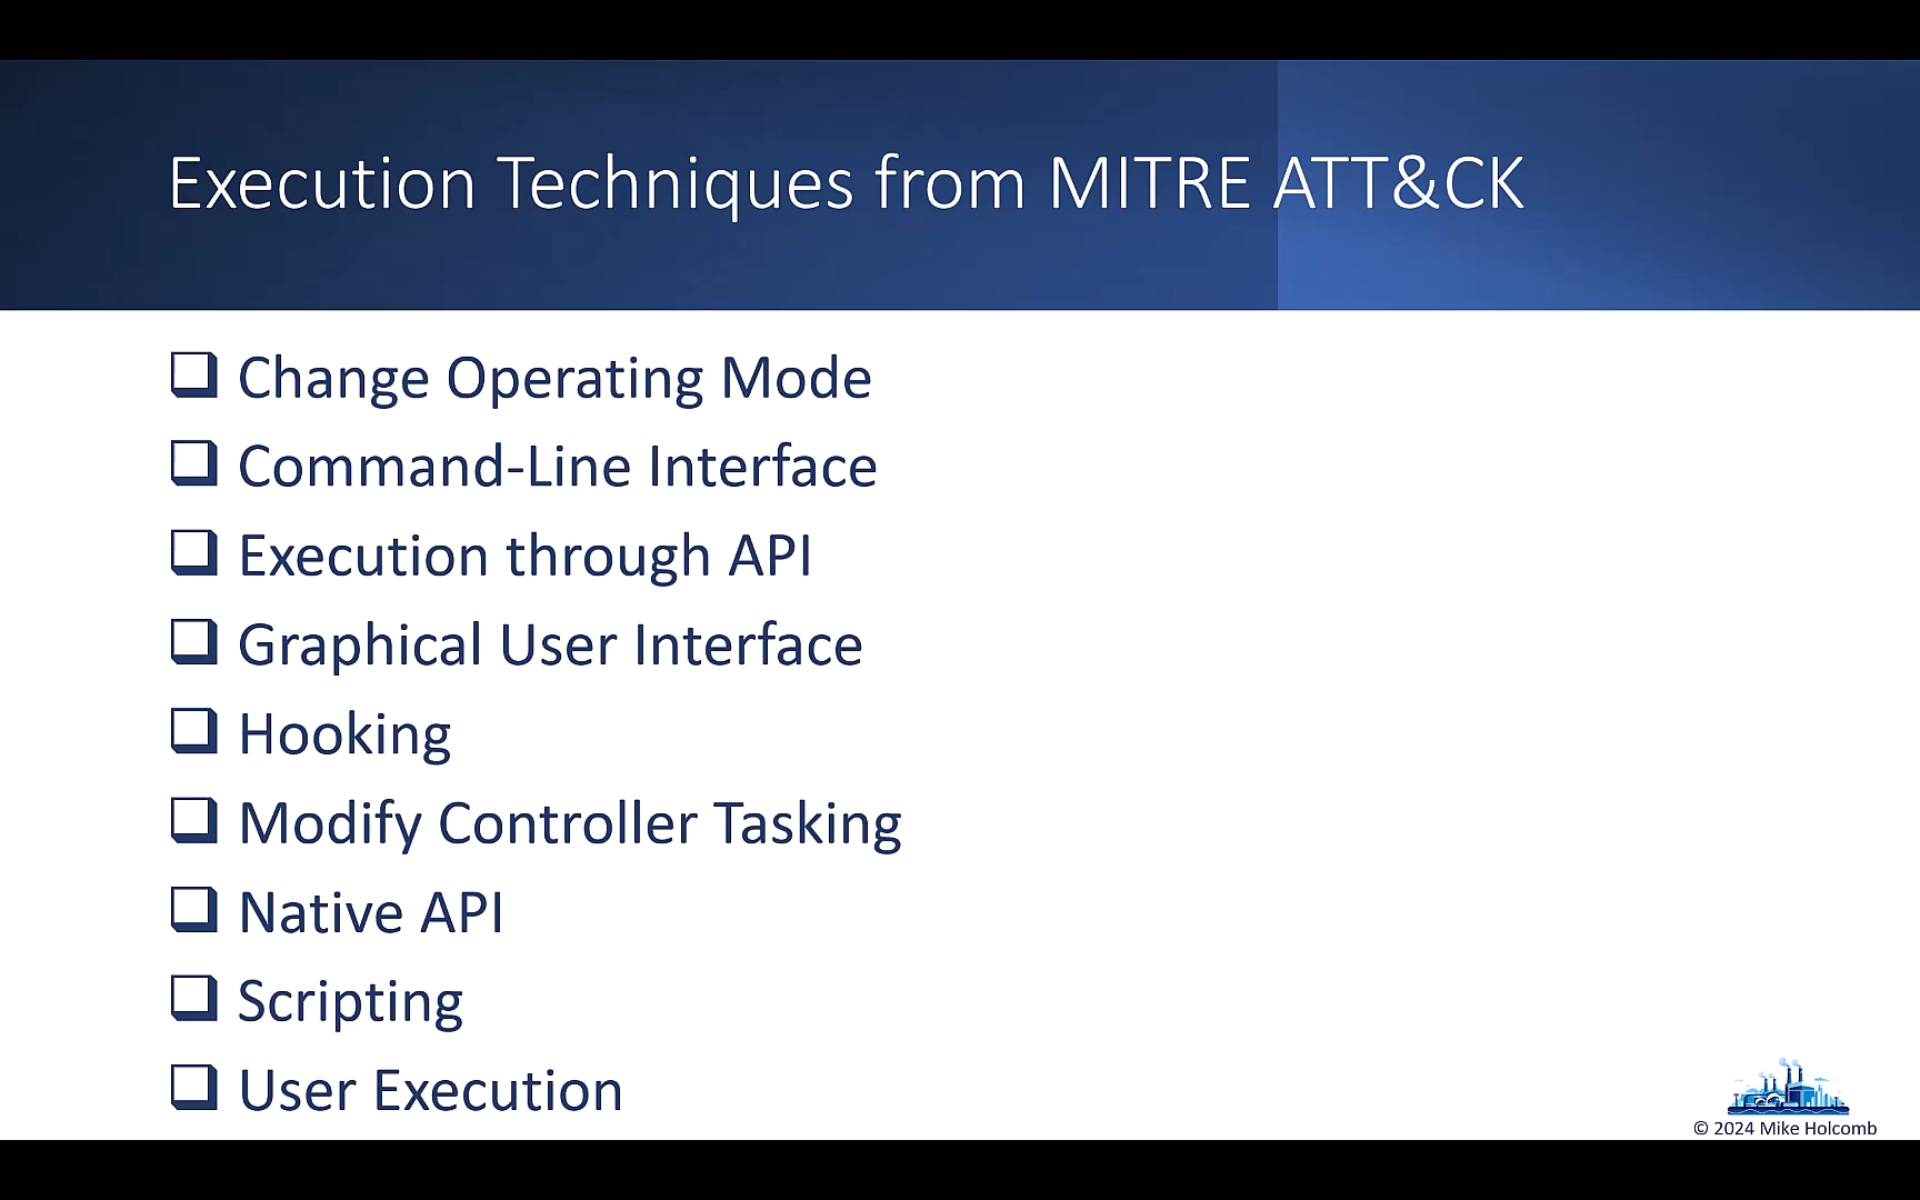 Execution Techniques from MITRE ATT&CK
Change Operating Mode
Command-Line Interface
Execution through API
Graphical User Interface
Hooking
Modify Controller Tasking
Native API
Scripting
User Execution
© 2024 Mike Holcomb